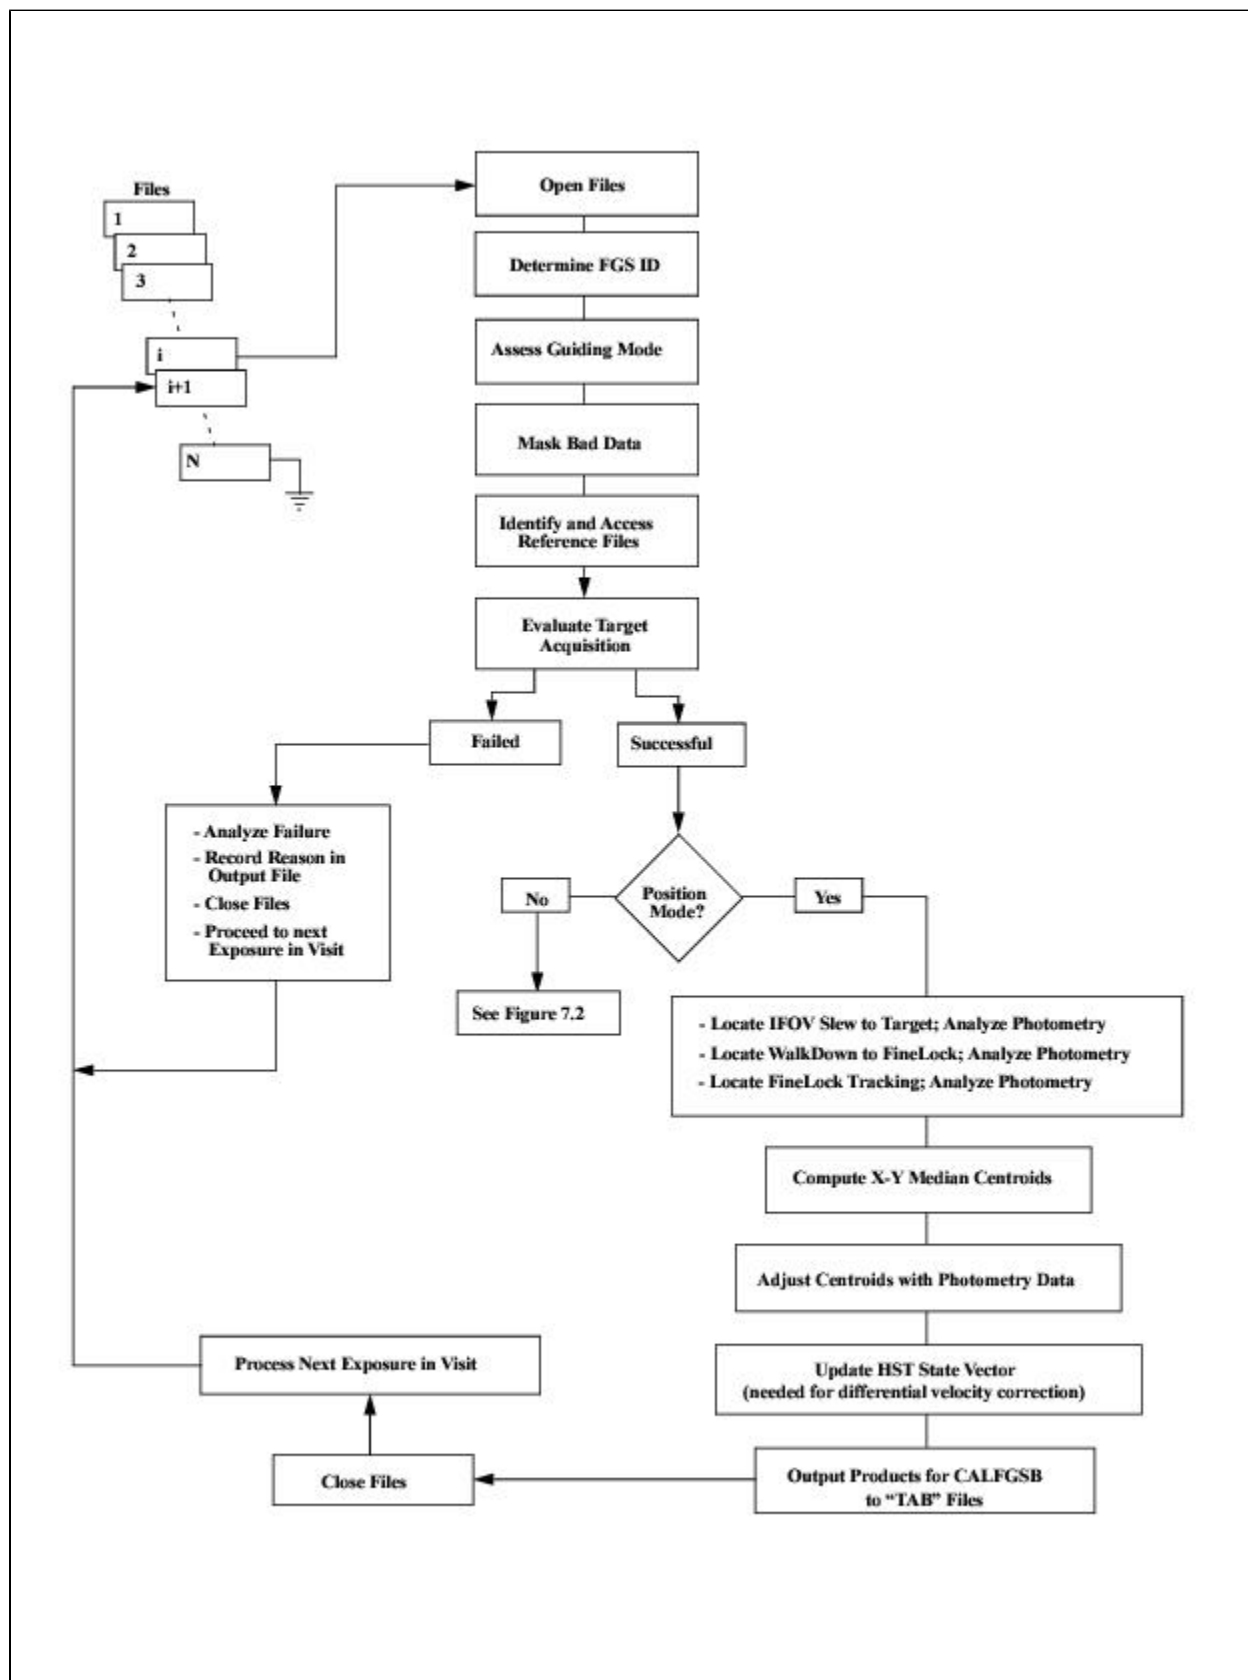 Files
1
2
3
i
i+1
N
Open Files
Determine FGS ID
Assess Guiding Mode
Mask Bad Data
Identify and Access
Reference Files
Evaluate Target
Acquisition
Failed
Successful
- Analyze Failure
- Record Reason in
Output File
- Close Files
- Proceed to next
Exposure in Visit
No
Position
Mode?
Yes
See Figure 7.2
- Locate IFOV Slew to Target; Analyze Photometry
- Locate WalkDown to FineLock; Analyze Photometry
- Locate FineLock Tracking; Analyze Photometry
Compute X-Y Median Centroids
Adjust Centroids with Photometry Data
Update HST State Vector
(needed for differential velocity correction)
Output Products for CALFGSB
to “TAB” Files
Close Files
Process Next Exposure in Visit